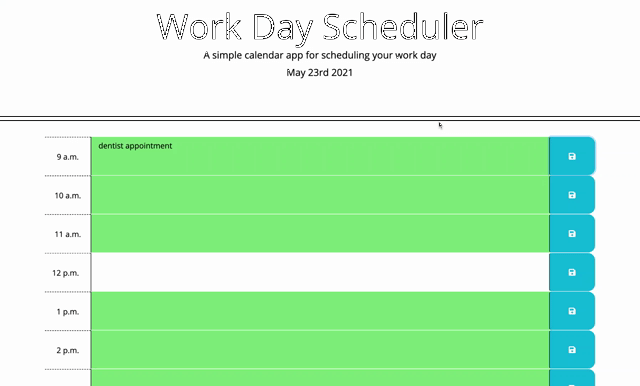 Work Day Scheduler
A simple calendar app for scheduling your work day
May 23rd 2021
9 a.m. dentist appointment
10 a.m.
11 a.m.
12 p.m.
1 p.m.
2 p.m.